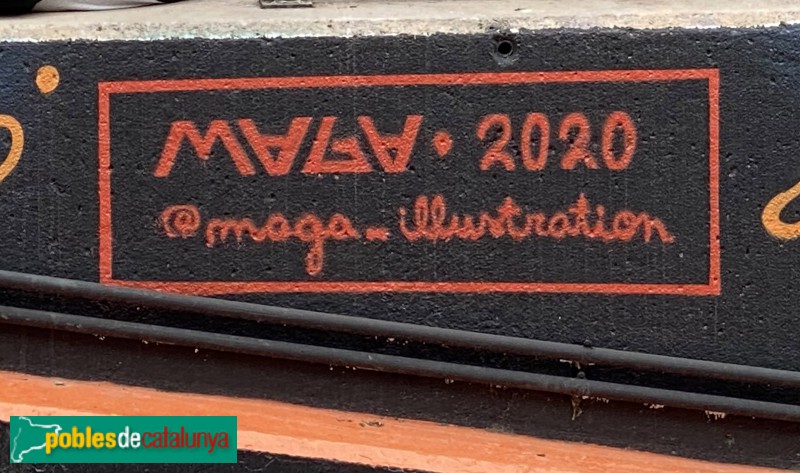 MAGA · 2020
@maga_illustration
poblesdecatalunya